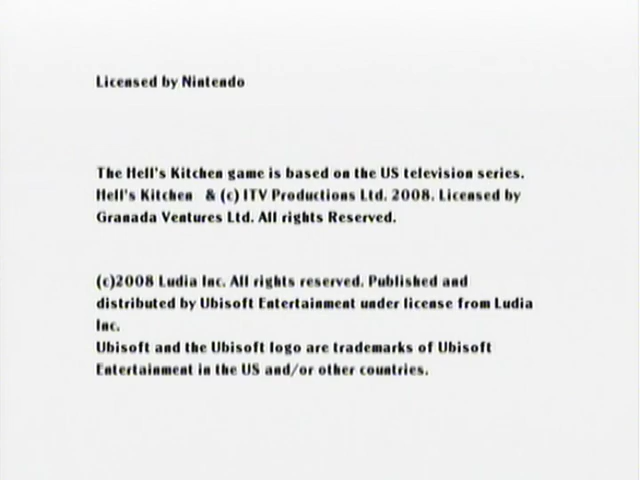 Licensed by Nintendo
The Hell's Kitchen game is based on the US television series.
Hell's Kitchen & (c) ITV Productions Ltd. 2008. Licensed by
Granada Ventures Ltd. All rights Reserved.
(c)2008 Ludia Inc. All rights reserved. Published and
distributed by Ubisoft Entertainment under license from Ludia
Inc.
Ubisoft and the Ubisoft logo are trademarks of Ubisoft
Entertainment in the US and/or other countries.